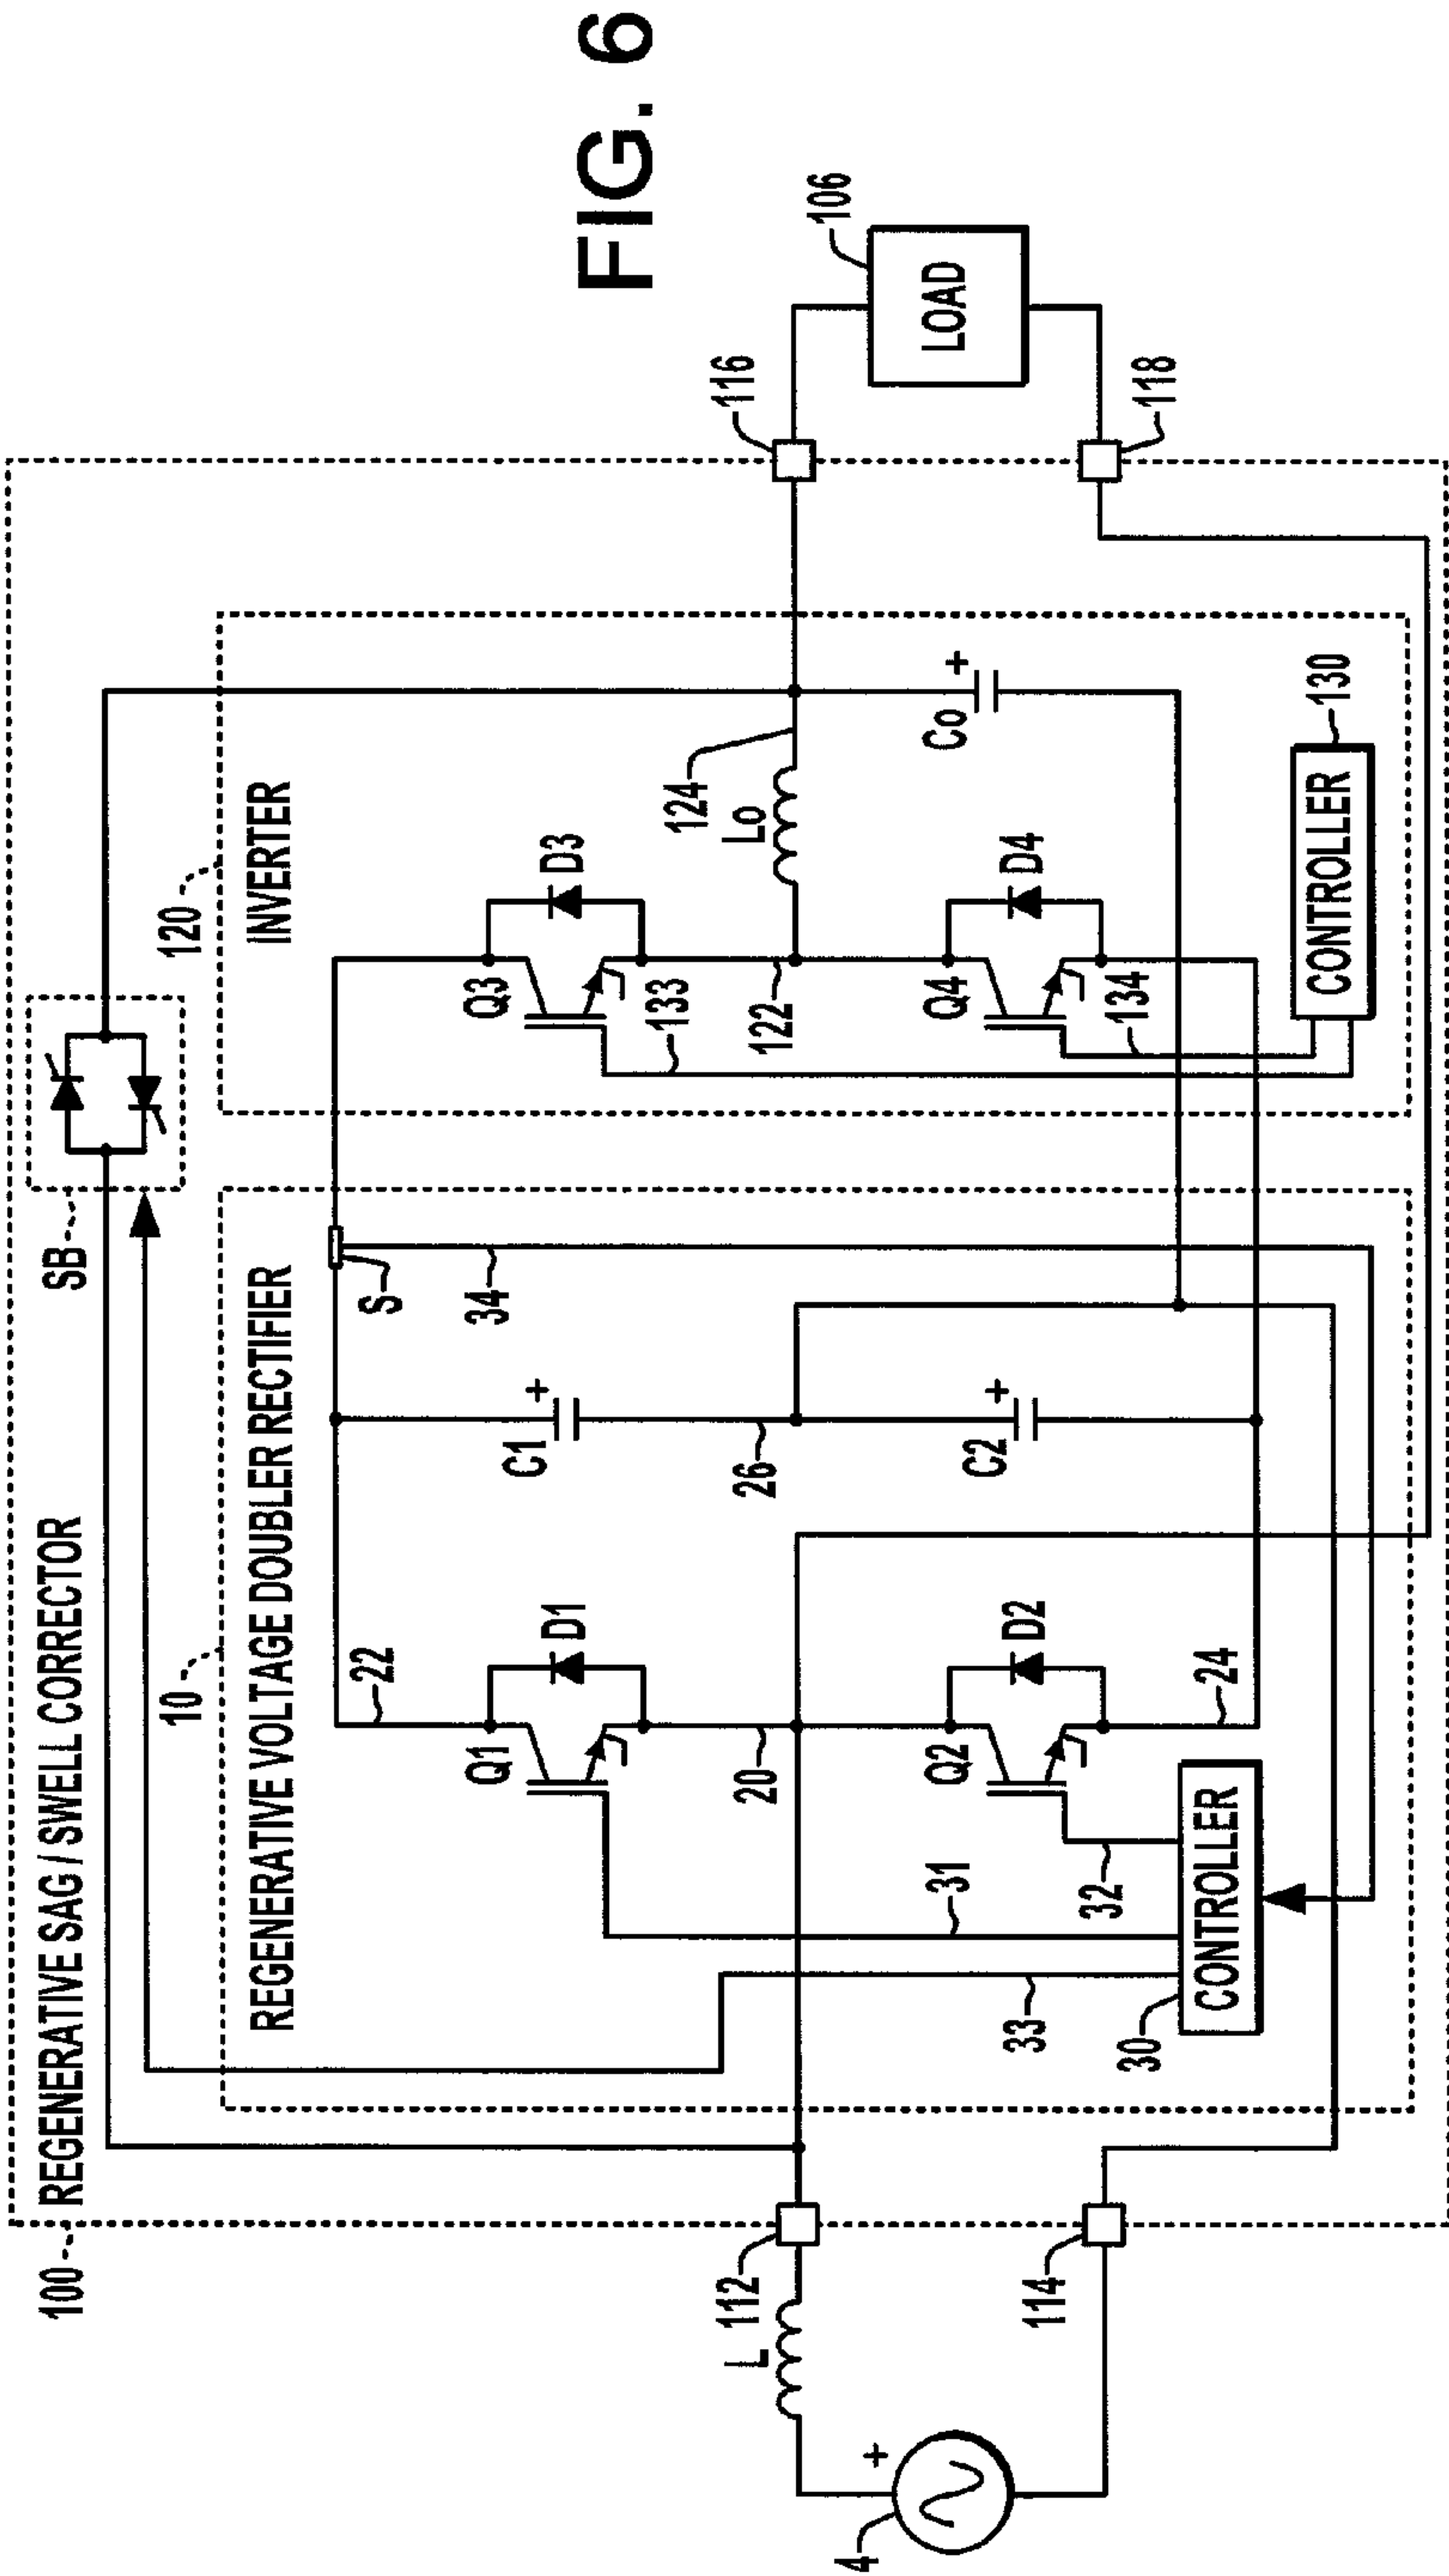 100
REGENERATIVE SAG / SWELL CORRECTOR
SB
10
REGENERATIVE VOLTAGE DOUBLER RECTIFIER
120
INVERTER
22
S
34
Q1
D1
C1
+
Q3
D3
133
124
Lo
116
106
LOAD
4
+
L
112
20
26
122
31
Q2
D2
C2
+
Q4
D4
134
Co
+
118
114
33
32
24
30
CONTROLLER
CONTROLLER
130
FIG. 6